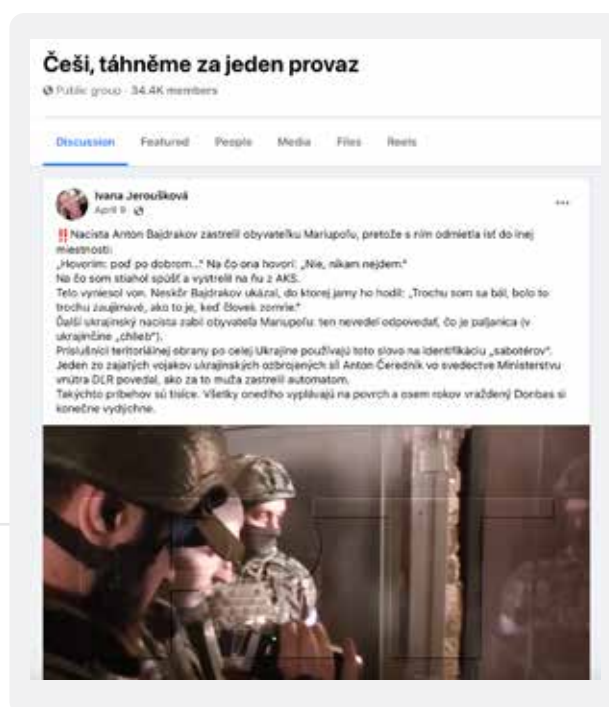 Češi, táhněme za jeden provaz
Public group · 34.4K members
Discussion Featured People Media Files Reels
Ivana Jeroušková
April 9 ·
‼ Nacista Anton Bajdrakov zastrelil obyvateľku Mariupoľu, pretože s ním odmietla ísť do inej
miestnosti:
„Hovorím: poď po dobrom..." Na čo ona hovorí: „Nie, nikam nejdem."
Na čo som stiahol spúšť a vystrelil na ňu z AKS.
Telo vyniesol von. Neskôr Bajdrakov ukázal, do ktorej jamy ho hodil: „Trochu som sa bál, bolo to
trochu zaujímavé, ako to je, keď človek zomrie."
Ďalší ukrajinský nacista zabil obyvateľa Mariupoľu: ten nevedel odpovedať, čo je paljanica (v
ukrajinčine „chlieb").
Príslušníci teritoriálnej obrany po celej Ukrajine používajú toto slovo na identifikáciu „sabotérov".
Jeden zo zajatých vojakov ukrajinských ozbrojených síl Anton Čeredník vo svedectve Ministerstvu
vnútra DĽR povedal, ako za to muža zastrelil automatom.
Takýchto príbehov sú tisíce. Všetky onedlho vyplávajú na povrch a osem rokov vraždený Donbas si
konečne vydýchne.